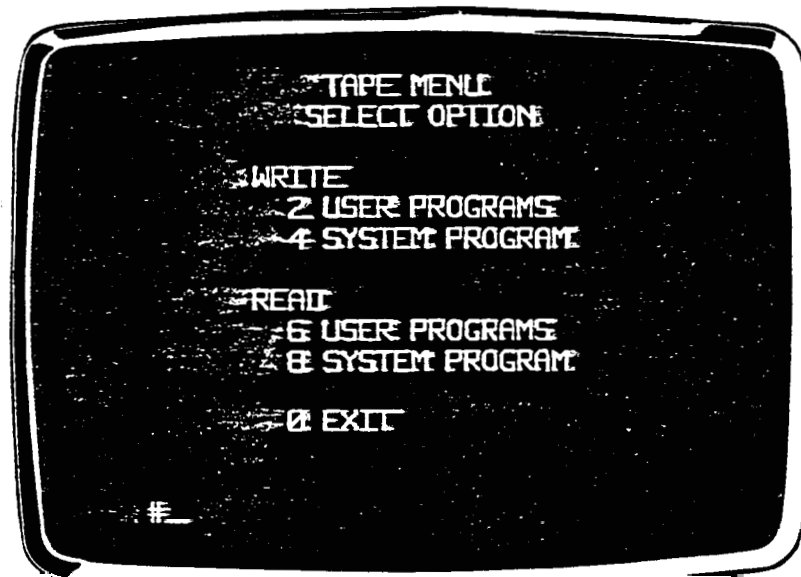 TAPE MENU
SELECT OPTION
WRITE
2 USER PROGRAMS
4 SYSTEM PROGRAM
READ
6 USER PROGRAMS
8 SYSTEM PROGRAM
0 EXIT
#_